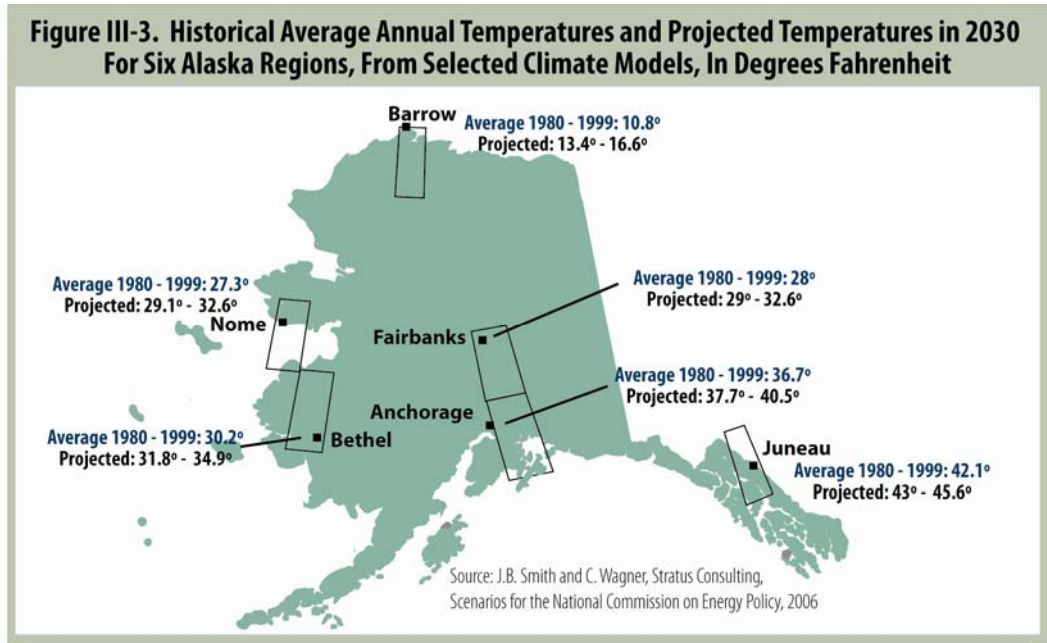 Figure III-3. Historical Average Annual Temperatures and Projected Temperatures in 2030
For Six Alaska Regions, From Selected Climate Models, In Degrees Fahrenheit
Barrow
Average 1980 - 1999: 10.8º
Projected: 13.4º - 16.6º
Average 1980 - 1999: 27.3º
Projected: 29.1º - 32.6º
Nome
Average 1980 - 1999: 28º
Projected: 29º - 32.6º
Fairbanks
Average 1980 - 1999: 36.7º
Projected: 37.7º - 40.5º
Anchorage
Average 1980 - 1999: 30.2º
Projected: 31.8º - 34.9º
Bethel
Juneau
Average 1980 - 1999: 42.1º
Projected: 43º - 45.6º
Source: J.B. Smith and C. Wagner, Stratus Consulting,
Scenarios for the National Commission on Energy Policy, 2006